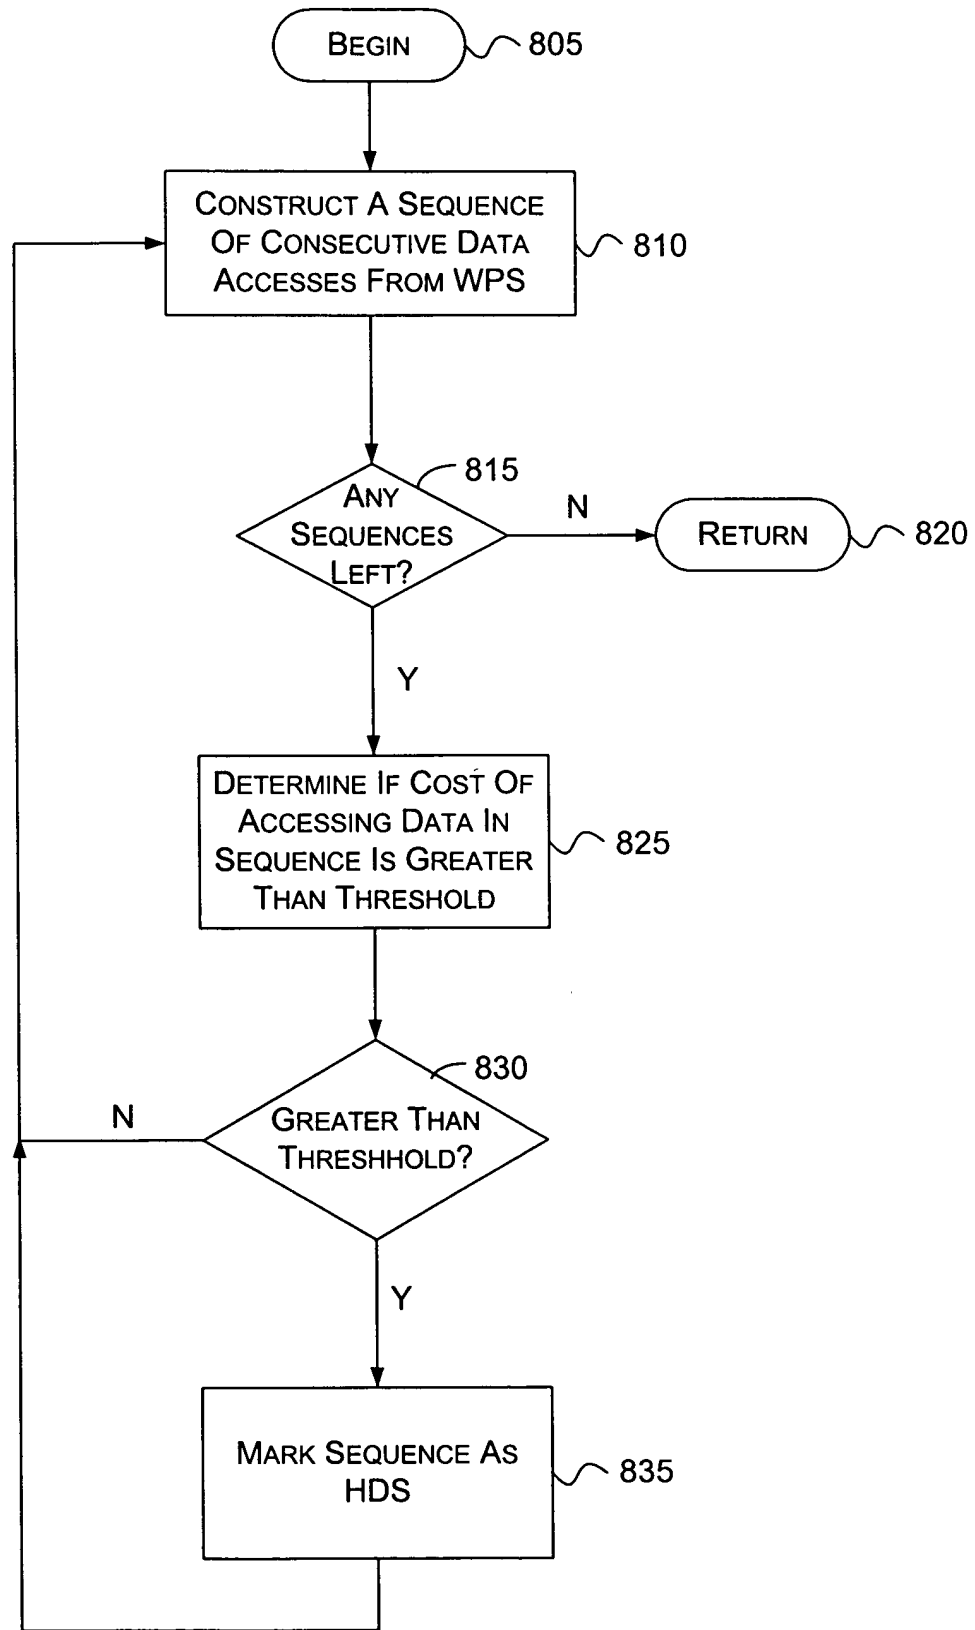 BEGIN
805
CONSTRUCT A SEQUENCE
OF CONSECUTIVE DATA
ACCESSES FROM WPS
810
815
ANY
SEQUENCES
LEFT?
N
RETURN
820
Y
DETERMINE IF COST OF
ACCESSING DATA IN
SEQUENCE IS GREATER
THAN THRESHOLD
825
830
GREATER THAN
THRESHHOLD?
N
Y
MARK SEQUENCE AS
HDS
835